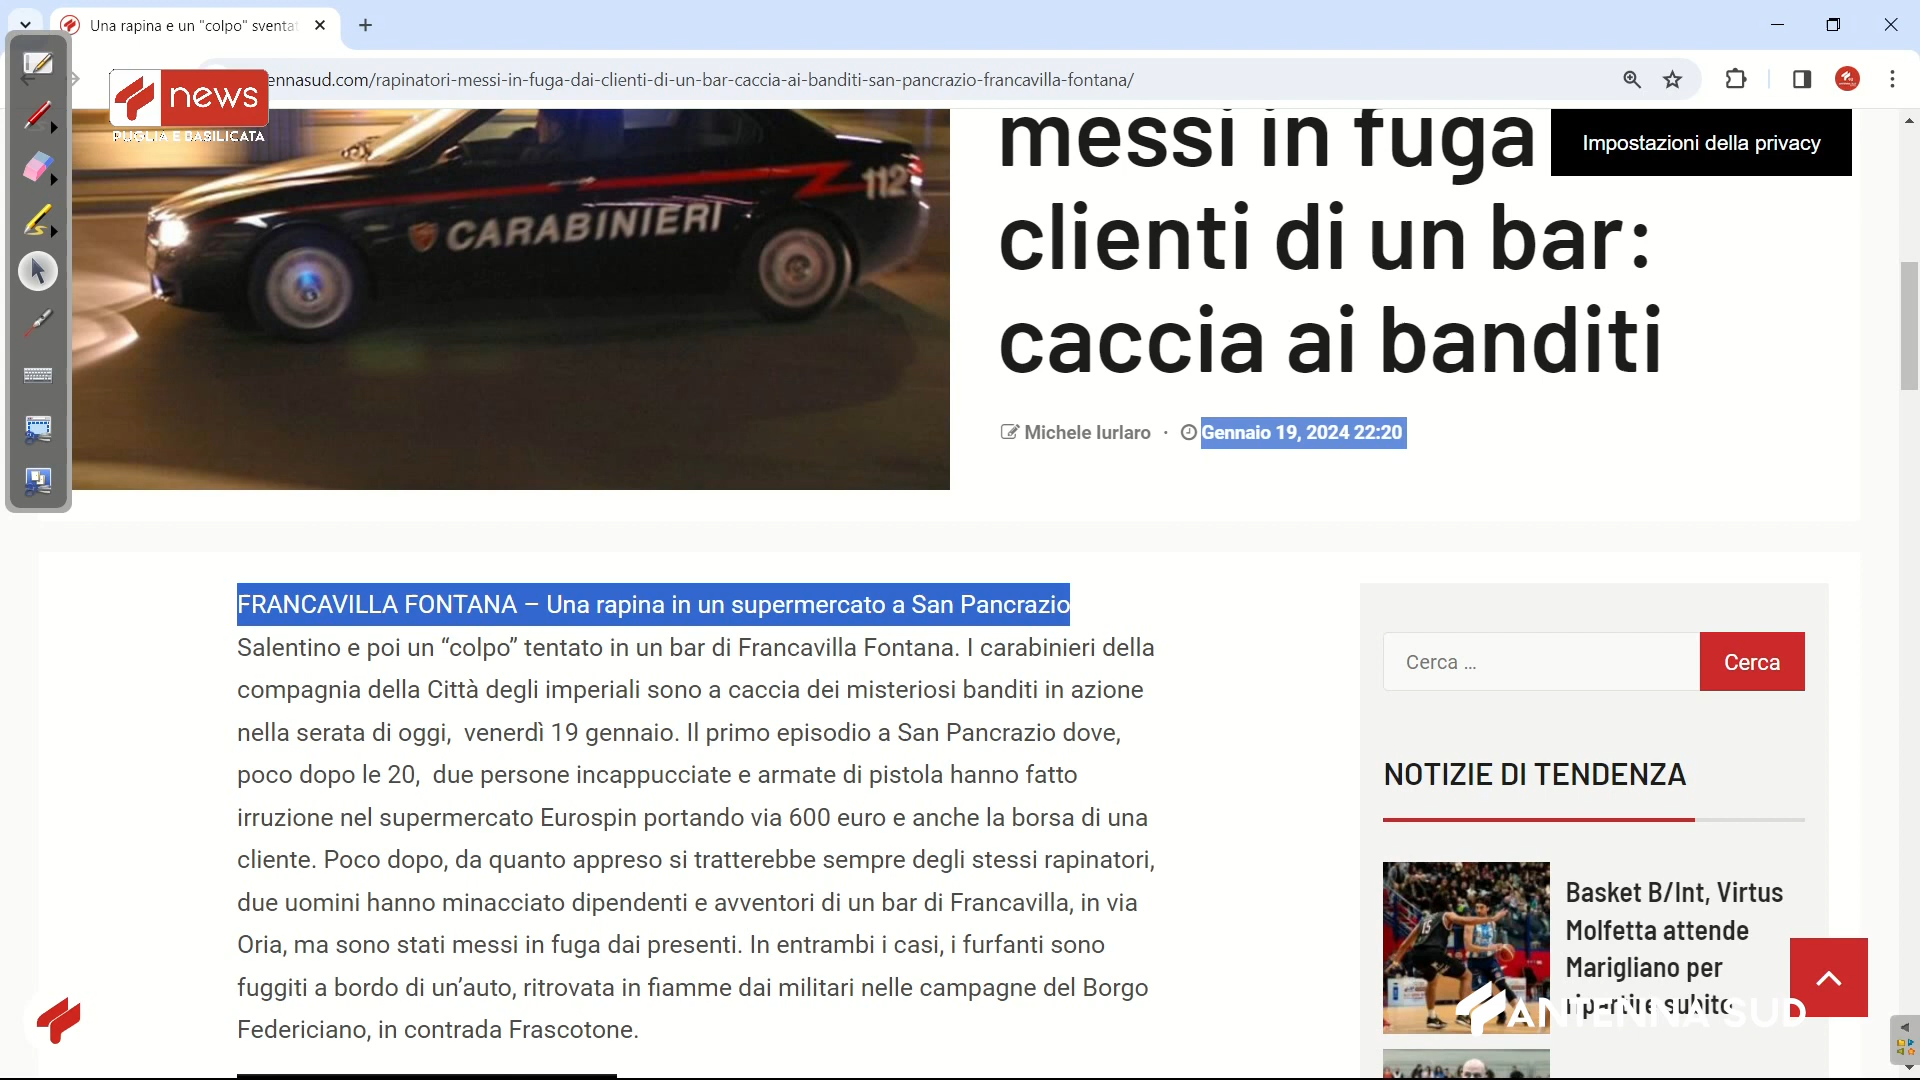 Una rapina e un "colpo" sventat
ennasud.com/rapinatori-messi-in-fuga-dai-clienti-di-un-bar-caccia-ai-banditi-san-pancrazio-francavilla-fontana/
news
PUGLIA E BASILICATA
112
CARABINIERI
messi in fuga
clienti di un bar:
caccia ai banditi
Impostazioni della privacy
Michele Iurlaro · Gennaio 19, 2024 22:20
FRANCAVILLA FONTANA – Una rapina in un supermercato a San Pancrazio
Salentino e poi un “colpo” tentato in un bar di Francavilla Fontana. I carabinieri della
compagnia della Città degli imperiali sono a caccia dei misteriosi banditi in azione
nella serata di oggi,  venerdì 19 gennaio. Il primo episodio a San Pancrazio dove,
poco dopo le 20,  due persone incappucciate e armate di pistola hanno fatto
irruzione nel supermercato Eurospin portando via 600 euro e anche la borsa di una
cliente. Poco dopo, da quanto appreso si tratterebbe sempre degli stessi rapinatori,
due uomini hanno minacciato dipendenti e avventori di un bar di Francavilla, in via
Oria, ma sono stati messi in fuga dai presenti. In entrambi i casi, i furfanti sono
fuggiti a bordo di un’auto, ritrovata in fiamme dai militari nelle campagne del Borgo
Federiciano, in contrada Frascotone.
Cerca ...
Cerca
NOTIZIE DI TENDENZA
15
Basket B/Int, Virtus
Molfetta attende
Marigliano per
ripartire subito
ANTENNA SUD